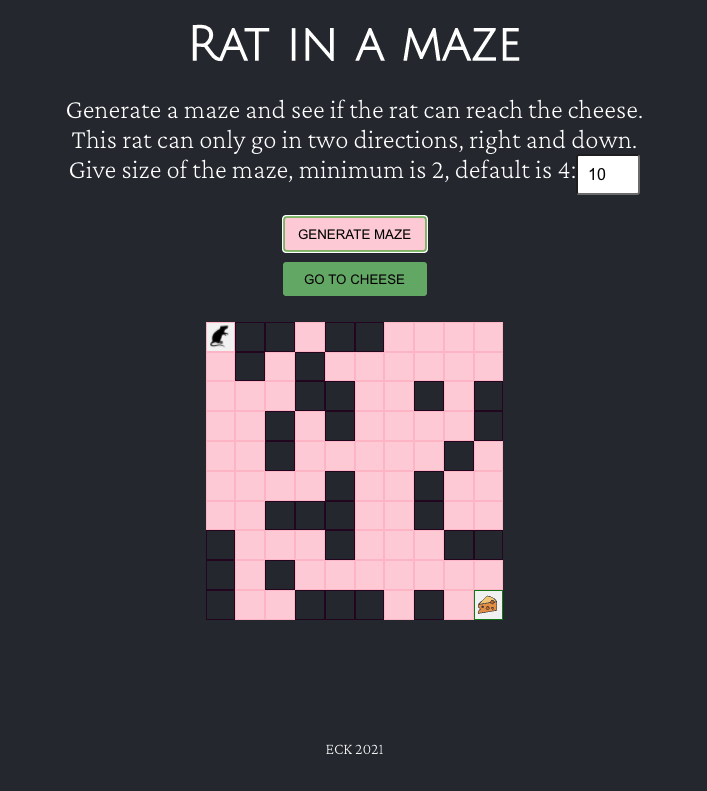 Rat in a maze
Generate a maze and see if the rat can reach the cheese.
This rat can only go in two directions, right and down.
Give size of the maze, minimum is 2, default is 4: 10
GENERATE MAZE
GO TO CHEESE
ECK 2021